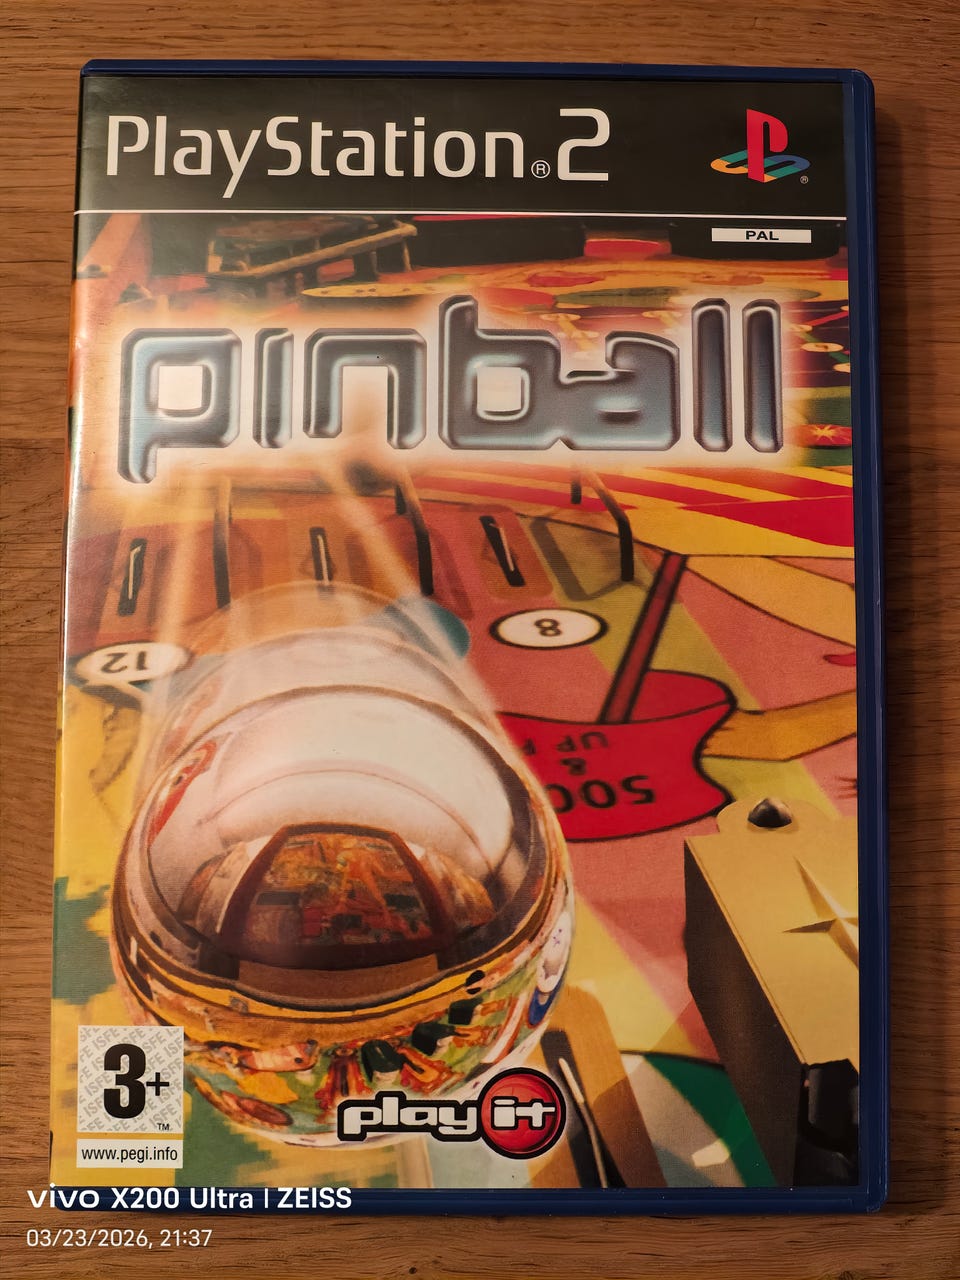 PlayStation®2
PAL
pinball
8
12
UP
&
500
play it
3+
TM
www.pegi.info
vivo X200 Ultra | ZEISS
03/23/2026, 21:37